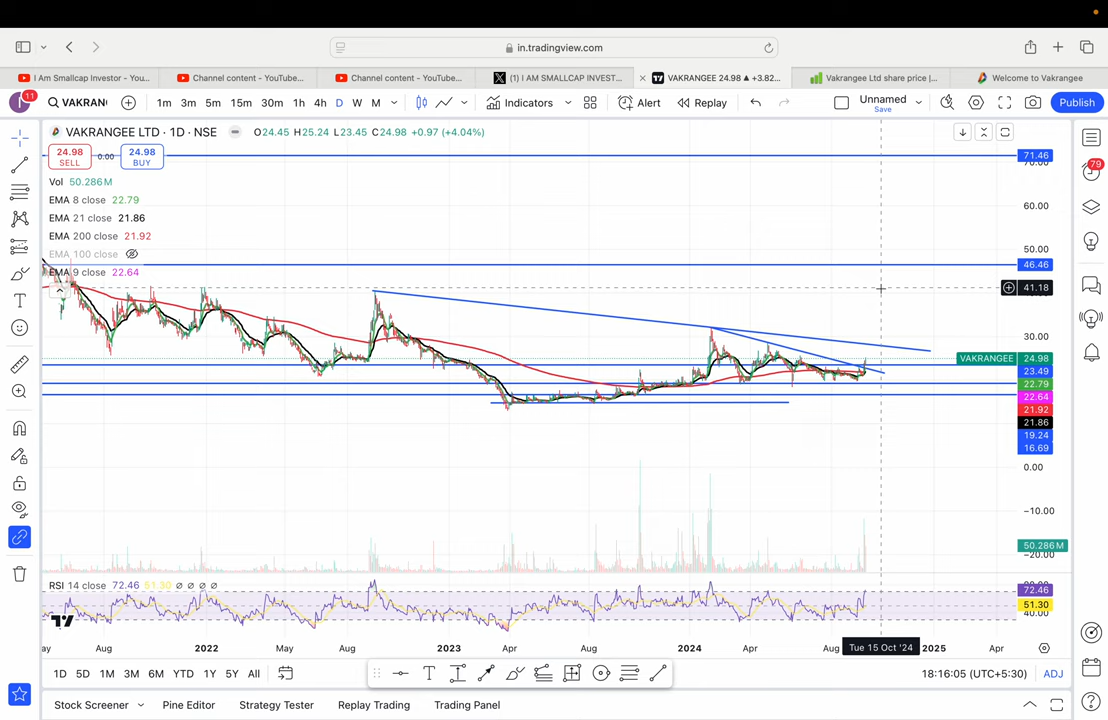 in.tradingview.com
I Am Smallcap Investor - You...
Channel content - YouTube...
Channel content - YouTube...
(1) I AM SMALLCAP INVEST...
VAKRANGEE 24.98 ▲ +3.82...
Vakrangee Ltd share price |...
Welcome to Vakrangee
11
VAKRAN
1m 3m 5m 15m 30m 1h 4h D W M
Indicators
Alert
Replay
Unnamed
Save
Publish
VAKRANGEE LTD · 1D · NSE
O24.45 H25.24 L23.45 C24.98 +0.97 (+4.04%)
24.98
SELL
0.00
24.98
BUY
Vol 50.286M
EMA 8 close 22.79
EMA 21 close 21.86
EMA 200 close 21.92
EMA 100 close
EMA 9 close 22.64
71.46
70.00
60.00
50.00
46.46
41.18
30.00
VAKRANGEE 24.98
23.49
22.79
22.64
21.92
21.86
19.24
16.69
0.00
−10.00
50.286M
−20.00
79
RSI 14 close 72.46 51.30 ∅ ∅ ∅ ∅
72.46
51.30
40.00
Aug 2022 May Aug 2023 Apr Aug 2024 Apr Aug Tue 15 Oct '24 2025 Apr
1D 5D 1M 3M 6M YTD 1Y 5Y All
18:16:05 (UTC+5:30) ADJ
Stock Screener Pine Editor Strategy Tester Replay Trading Trading Panel